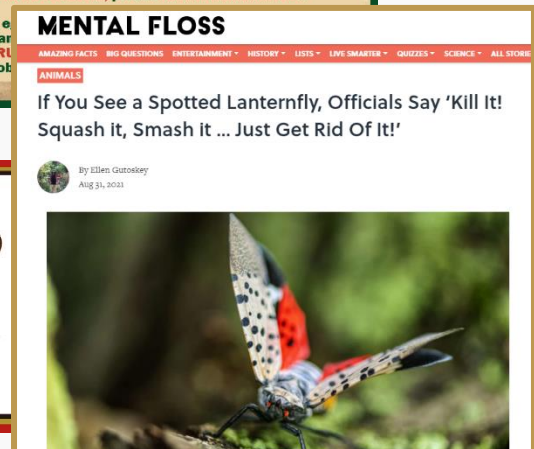 MENTAL FLOSS
AMAZING FACTS BIG QUESTIONS ENTERTAINMENT HISTORY LISTS LIVE SMARTER QUIZZES SCIENCE ALL STORIE
ANIMALS
If You See a Spotted Lanternfly, Officials Say ‘Kill It!
Squash it, Smash it ... Just Get Rid Of It!’
By Ellen Gutoskey
Aug 31, 2021